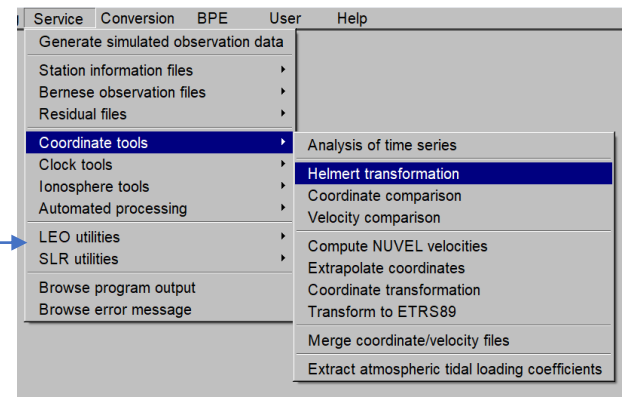 Service Conversion BPE User Help
Generate simulated observation data
Station information files
Bernese observation files
Residual files
Coordinate tools
Clock tools
Ionosphere tools
Automated processing
LEO utilities
SLR utilities
Browse program output
Browse error message
Analysis of time series
Helmert transformation
Coordinate comparison
Velocity comparison
Compute NUVEL velocities
Extrapolate coordinates
Coordinate transformation
Transform to ETRS89
Merge coordinate/velocity files
Extract atmospheric tidal loading coefficients